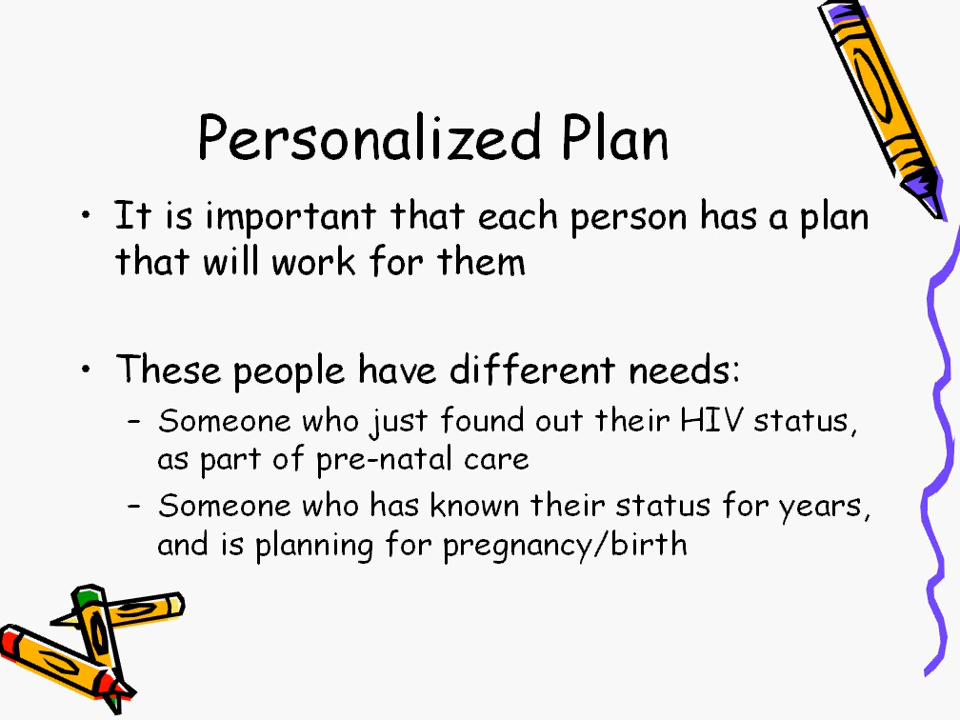 Personalized Plan
• It is important that each person has a plan
that will work for them
• These people have different needs:
– Someone who just found out their HIV status,
as part of pre-natal care
– Someone who has known their status for years,
and is planning for pregnancy/birth